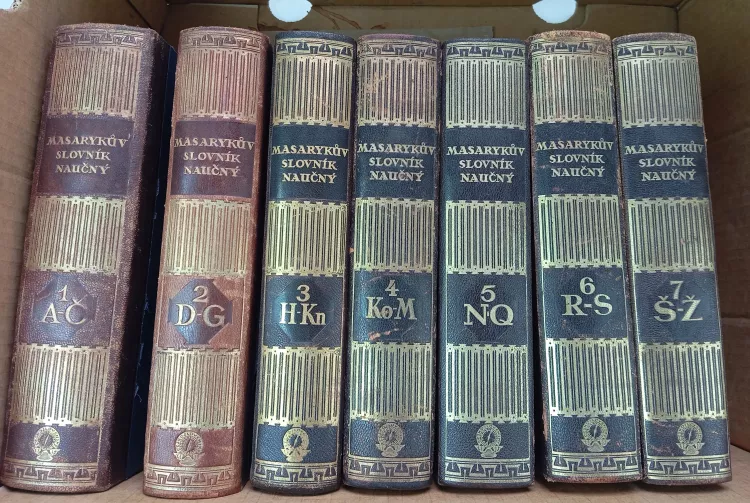 MASARYKŮV
SLOVNÍK
NAUČNÝ
1
A-Č
MASARYKŮV
SLOVNÍK
NAUČNÝ
2
D-G
MASARYKŮV
SLOVNÍK
NAUČNÝ
3
H-Kn
MASARYKŮV
SLOVNÍK
NAUČNÝ
4
Ko-M
MASARYKŮV
SLOVNÍK
NAUČNÝ
5
N-Q
MASARYKŮV
SLOVNÍK
NAUČNÝ
6
R-S
MASARYKŮV
SLOVNÍK
NAUČNÝ
7
Š-Ž